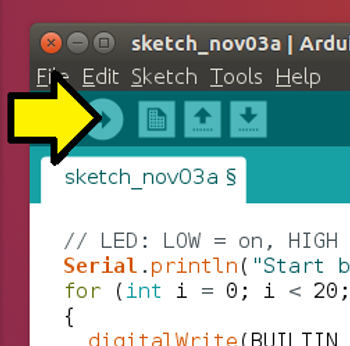 sketch_nov03a | Ardu
File Edit Sketch Tools Help
sketch_nov03a §
// LED: LOW = on, HIGH
Serial.println("Start b
for (int i = 0; i < 20;
{
digitalWrite(BUILTIN